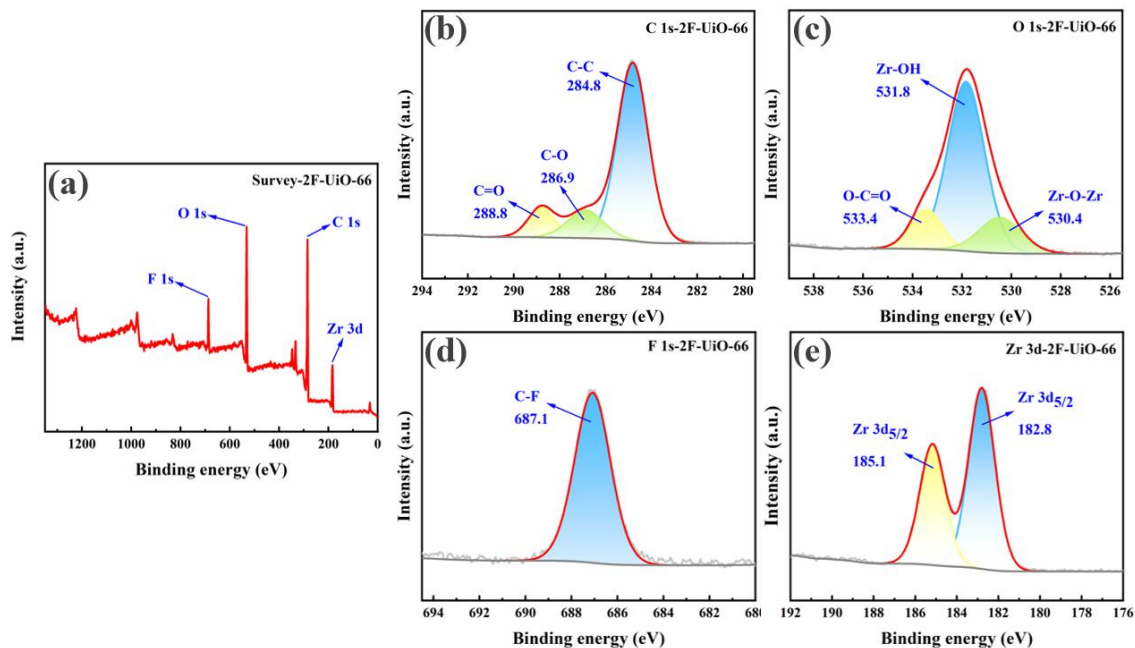 (a)
Survey-2F-UiO-66
O 1s
C 1s
F 1s
Zr 3d
Intensity (a.u.)
1200 1000 800 600 400 200 0
Binding energy (eV)
(b)
C 1s-2F-UiO-66
C-C
284.8
C-O
286.9
C=O
288.8
Intensity (a.u.)
294 292 290 288 286 284 282 280
Binding energy (eV)
(c)
O 1s-2F-UiO-66
Zr-OH
531.8
O-C=O
533.4
Zr-O-Zr
530.4
Intensity (a.u.)
538 536 534 532 530 528 526
Binding energy (eV)
(d)
F 1s-2F-UiO-66
C-F
687.1
Intensity (a.u.)
694 692 690 688 686 684 682 680
Binding energy (eV)
(e)
Zr 3d-2F-UiO-66
Zr 3d5/2
182.8
Zr 3d5/2
185.1
Intensity (a.u.)
192 190 188 186 184 182 180 178 176
Binding energy (eV)